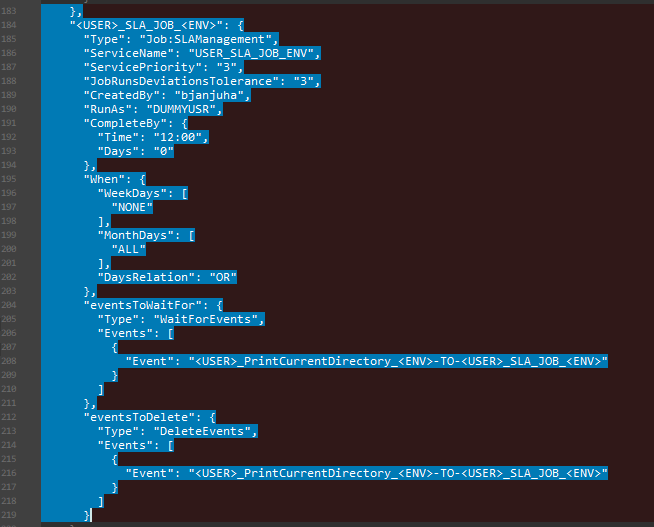 183 },
184 "<USER>_SLA_JOB_<ENV>": {
185 "Type": "Job:SLAManagement",
186 "ServiceName": "USER_SLA_JOB_ENV",
187 "ServicePriority": "3",
188 "JobRunsDeviationsTolerance": "3",
189 "CreatedBy": "bjanjuha",
190 "RunAs": "DUMMYUSR",
191 "CompleteBy": {
192 "Time": "12:00",
193 "Days": "0"
194 },
195 "When": {
196 "WeekDays": [
197 "NONE"
198 ],
199 "MonthDays": [
200 "ALL"
201 ],
202 "DaysRelation": "OR"
203 },
204 "eventsToWaitFor": {
205 "Type": "WaitForEvents",
206 "Events": [
207 {
208 "Event": "<USER>_PrintCurrentDirectory_<ENV>-TO-<USER>_SLA_JOB_<ENV>"
209 }
210 ]
211 },
212 "eventsToDelete": {
213 "Type": "DeleteEvents",
214 "Events": [
215 {
216 "Event": "<USER>_PrintCurrentDirectory_<ENV>-TO-<USER>_SLA_JOB_<ENV>"
217 }
218 ]
219 }